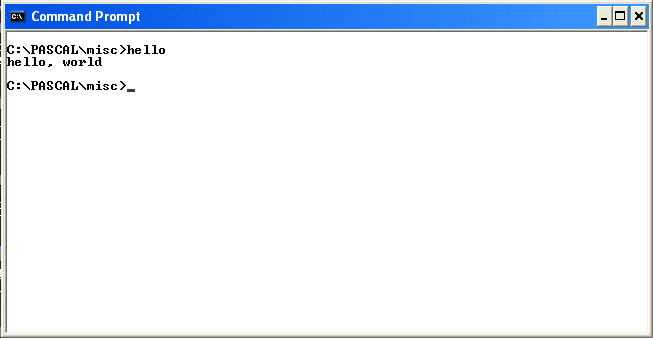 Command Prompt
C:\PASCAL\misc>hello
hello, world
C:\PASCAL\misc>_